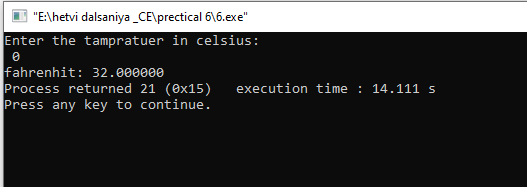 "E:\hetvi dalsaniya _CE\prectical 6\6.exe"
Enter the tampratuer in celsius:
0
fahrenhit: 32.000000
Process returned 21 (0x15)   execution time : 14.111 s
Press any key to continue.